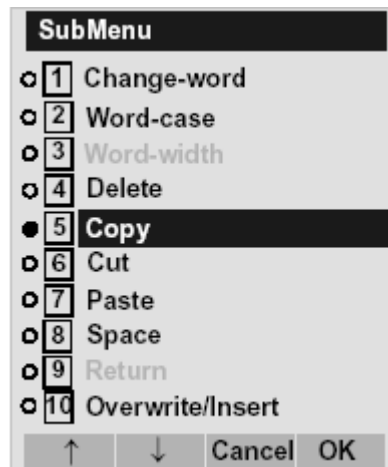 SubMenu
1 Change-word
2 Word-case
3 Word-width
4 Delete
5 Copy
6 Cut
7 Paste
8 Space
9 Return
10 Overwrite/Insert
↑ ↓ Cancel OK